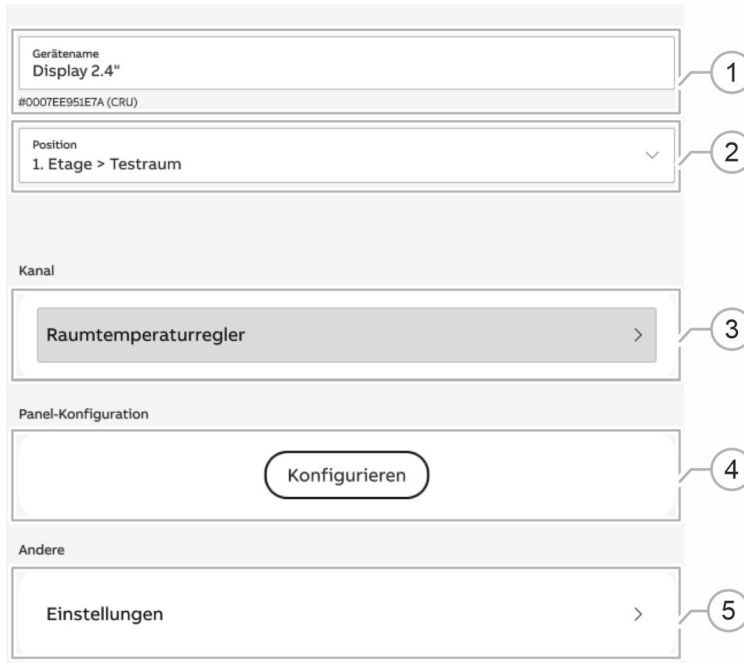 Gerätename
Display 2.4"
1
#0007EE951E7A (CRU)
Position
1. Etage > Testraum
2
Kanal
Raumtemperaturregler
3
Panel-Konfiguration
Konfigurieren
4
Andere
Einstellungen
5